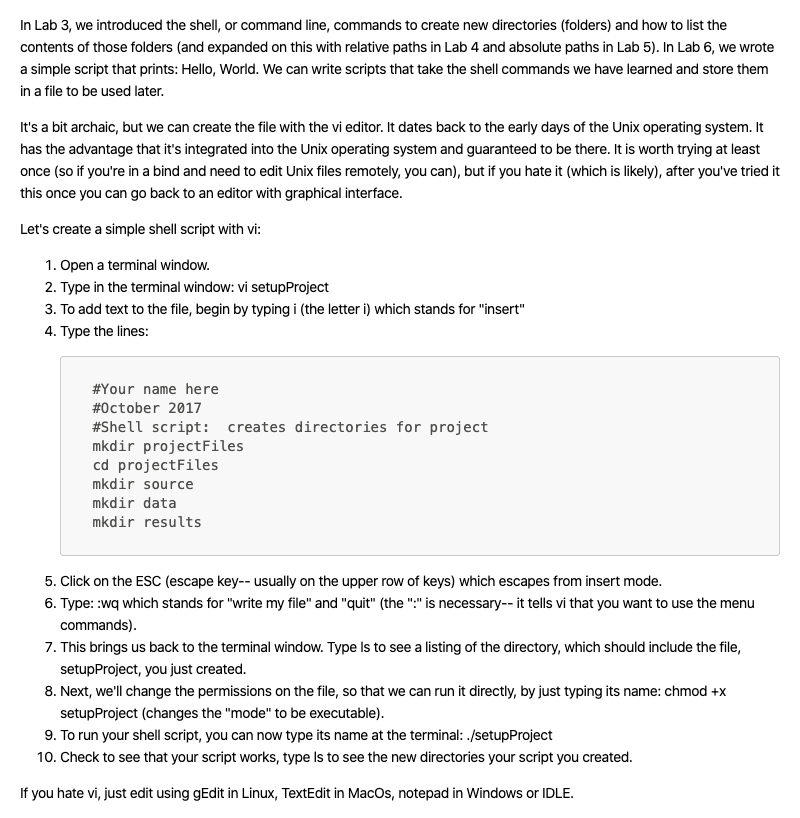 In Lab 3, we introduced the shell, or command line, commands to create new directories (folders) and how to list the
contents of those folders (and expanded on this with relative paths in Lab 4 and absolute paths in Lab 5). In Lab 6, we wrote
a simple script that prints: Hello, World. We can write scripts that take the shell commands we have learned and store them
in a file to be used later.
It's a bit archaic, but we can create the file with the vi editor. It dates back to the early days of the Unix operating system. It
has the advantage that it's integrated into the Unix operating system and guaranteed to be there. It is worth trying at least
once (so if you're in a bind and need to edit Unix files remotely, you can), but if you hate it (which is likely), after you've tried it
this once you can go back to an editor with graphical interface.
Let's create a simple shell script with vi:
1. Open a terminal window.
2. Type in the terminal window: vi setupProject
3. To add text to the file, begin by typing i (the letter i) which stands for "insert"
4. Type the lines:
#Your name here
#October 2017
#Shell script:  creates directories for project
mkdir projectFiles
cd projectFiles
mkdir source
mkdir data
mkdir results
5. Click on the ESC (escape key-- usually on the upper row of keys) which escapes from insert mode.
6. Type: :wq which stands for "write my file" and "quit" (the ":" is necessary-- it tells vi that you want to use the menu
commands).
7. This brings us back to the terminal window. Type ls to see a listing of the directory, which should include the file,
setupProject, you just created.
8. Next, we'll change the permissions on the file, so that we can run it directly, by just typing its name: chmod +x
setupProject (changes the "mode" to be executable).
9. To run your shell script, you can now type its name at the terminal: ./setupProject
10. Check to see that your script works, type ls to see the new directories your script you created.
If you hate vi, just edit using gEdit in Linux, TextEdit in MacOs, notepad in Windows or IDLE.